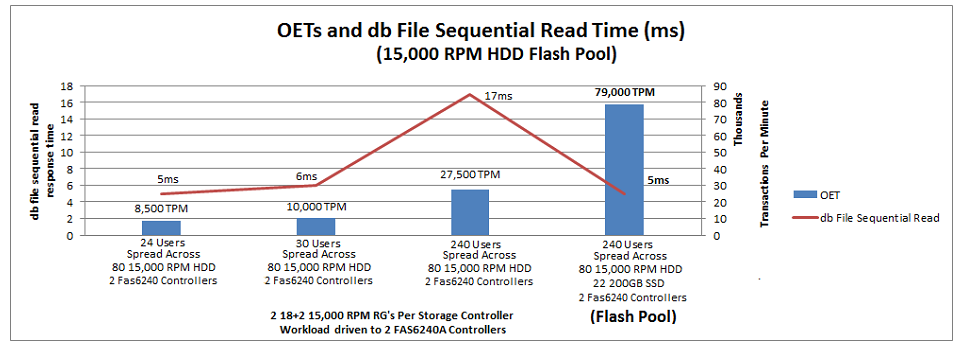 OETs and db File Sequential Read Time (ms)
(15,000 RPM HDD Flash Pool)
db file sequential read
response time
18
16
14
12
10
8
6
4
2
0
5ms
6ms
17ms
5ms
8,500 TPM
10,000 TPM
27,500 TPM
79,000 TPM
90
80
70
60
50
40
30
20
10
0
Thousands
Transactions Per Minute
OET
db File Sequential Read
24 Users
Spread Across
80 15,000 RPM HDD
2 Fas6240 Controllers
30 Users
Spread Across
80 15,000 RPM HDD
2 Fas6240 Controllers
240 Users
Spread Across
80 15,000 RPM HDD
2 Fas6240 Controllers
240 Users
Spread Across
80 15,000 RPM HDD
22 200GB SSD
2 Fas6240 Controllers
(Flash Pool)
2 18+2 15,000 RPM RG's Per Storage Controller
Workload driven to 2 FAS6240A Controllers